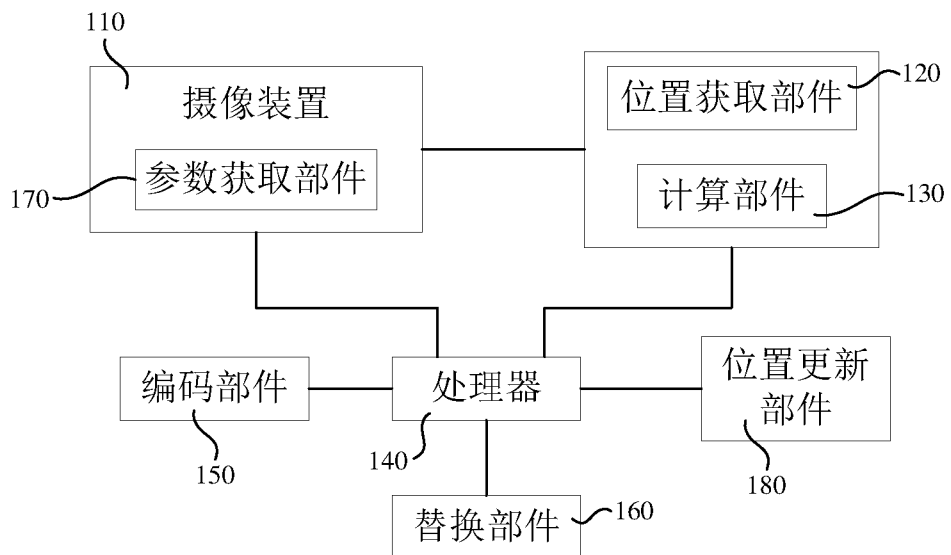 110
摄像装置
170
参数获取部件
120
位置获取部件
130
计算部件
编码部件
150
处理器
140
位置更新
部件
180
替换部件
160